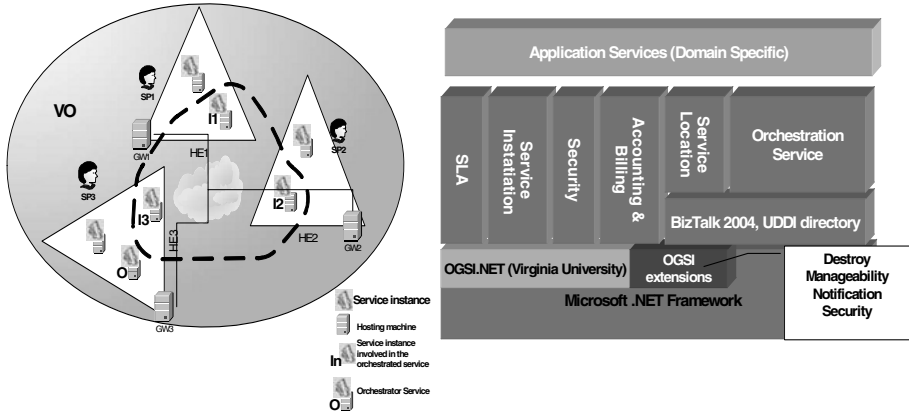 VO
SP1
I1
GW1
HE1
SP2
SP3
I2
I3
HE3
HE2
GW2
O
GW3
Service instance
Hosting machine
Service instance
involved in the
orchestrated service
In
Orchestrator Service
O
Application Services (Domain Specific)
SLA
Service
Instatiation
Security
Accounting &
Billing
Service
Location
Orchestration
Service
BizTalk 2004, UDDI directory
OGSI.NET (Virginia University)
OGSI
extensions
Microsoft .NET Framework
Destroy
Manageability
Notification
Security